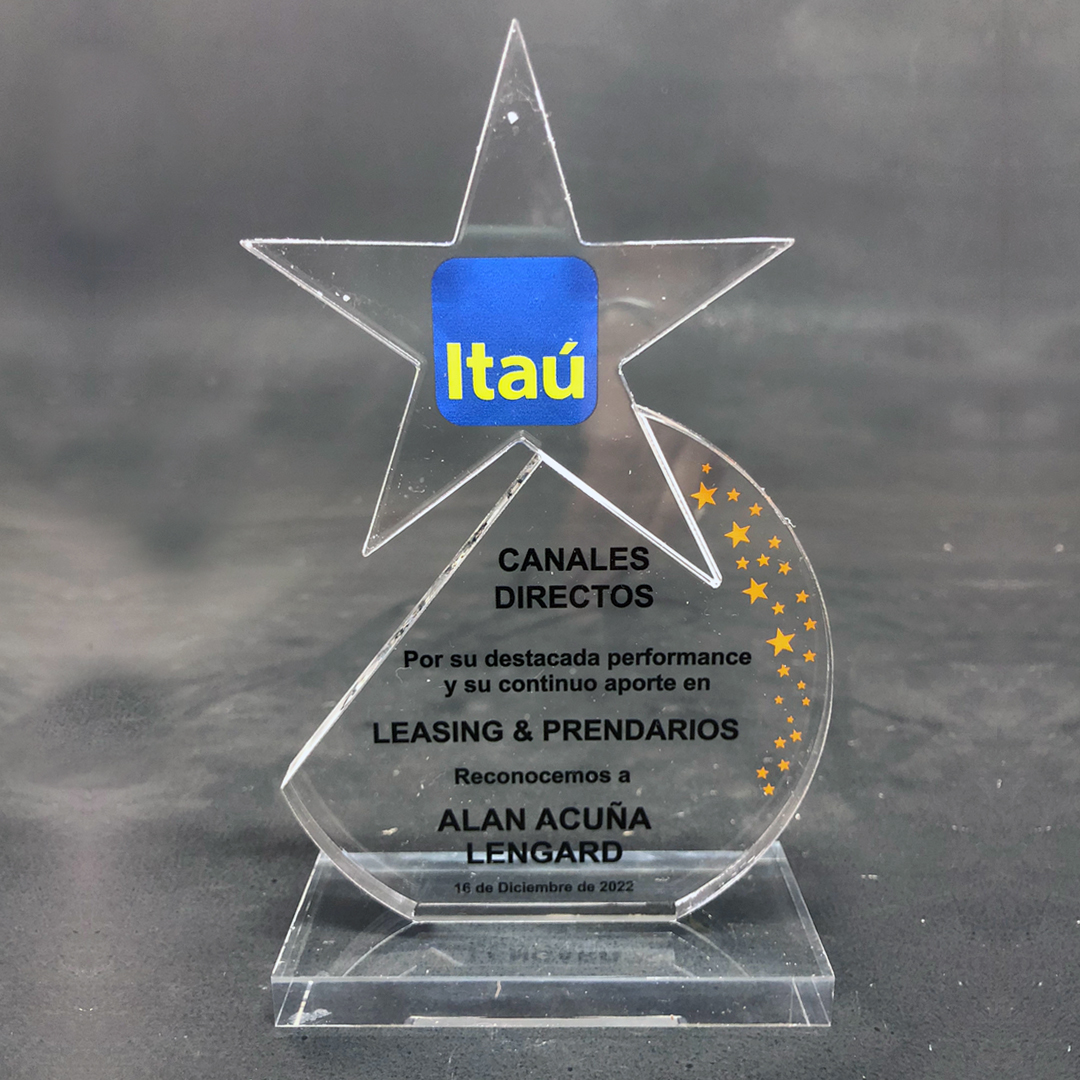 Itaú
CANALES
DIRECTOS
Por su destacada performance
y su continuo aporte en
LEASING & PRENDARIOS
Reconocemos a
ALAN ACUÑA
LENGARD
16 de Diciembre de 2022